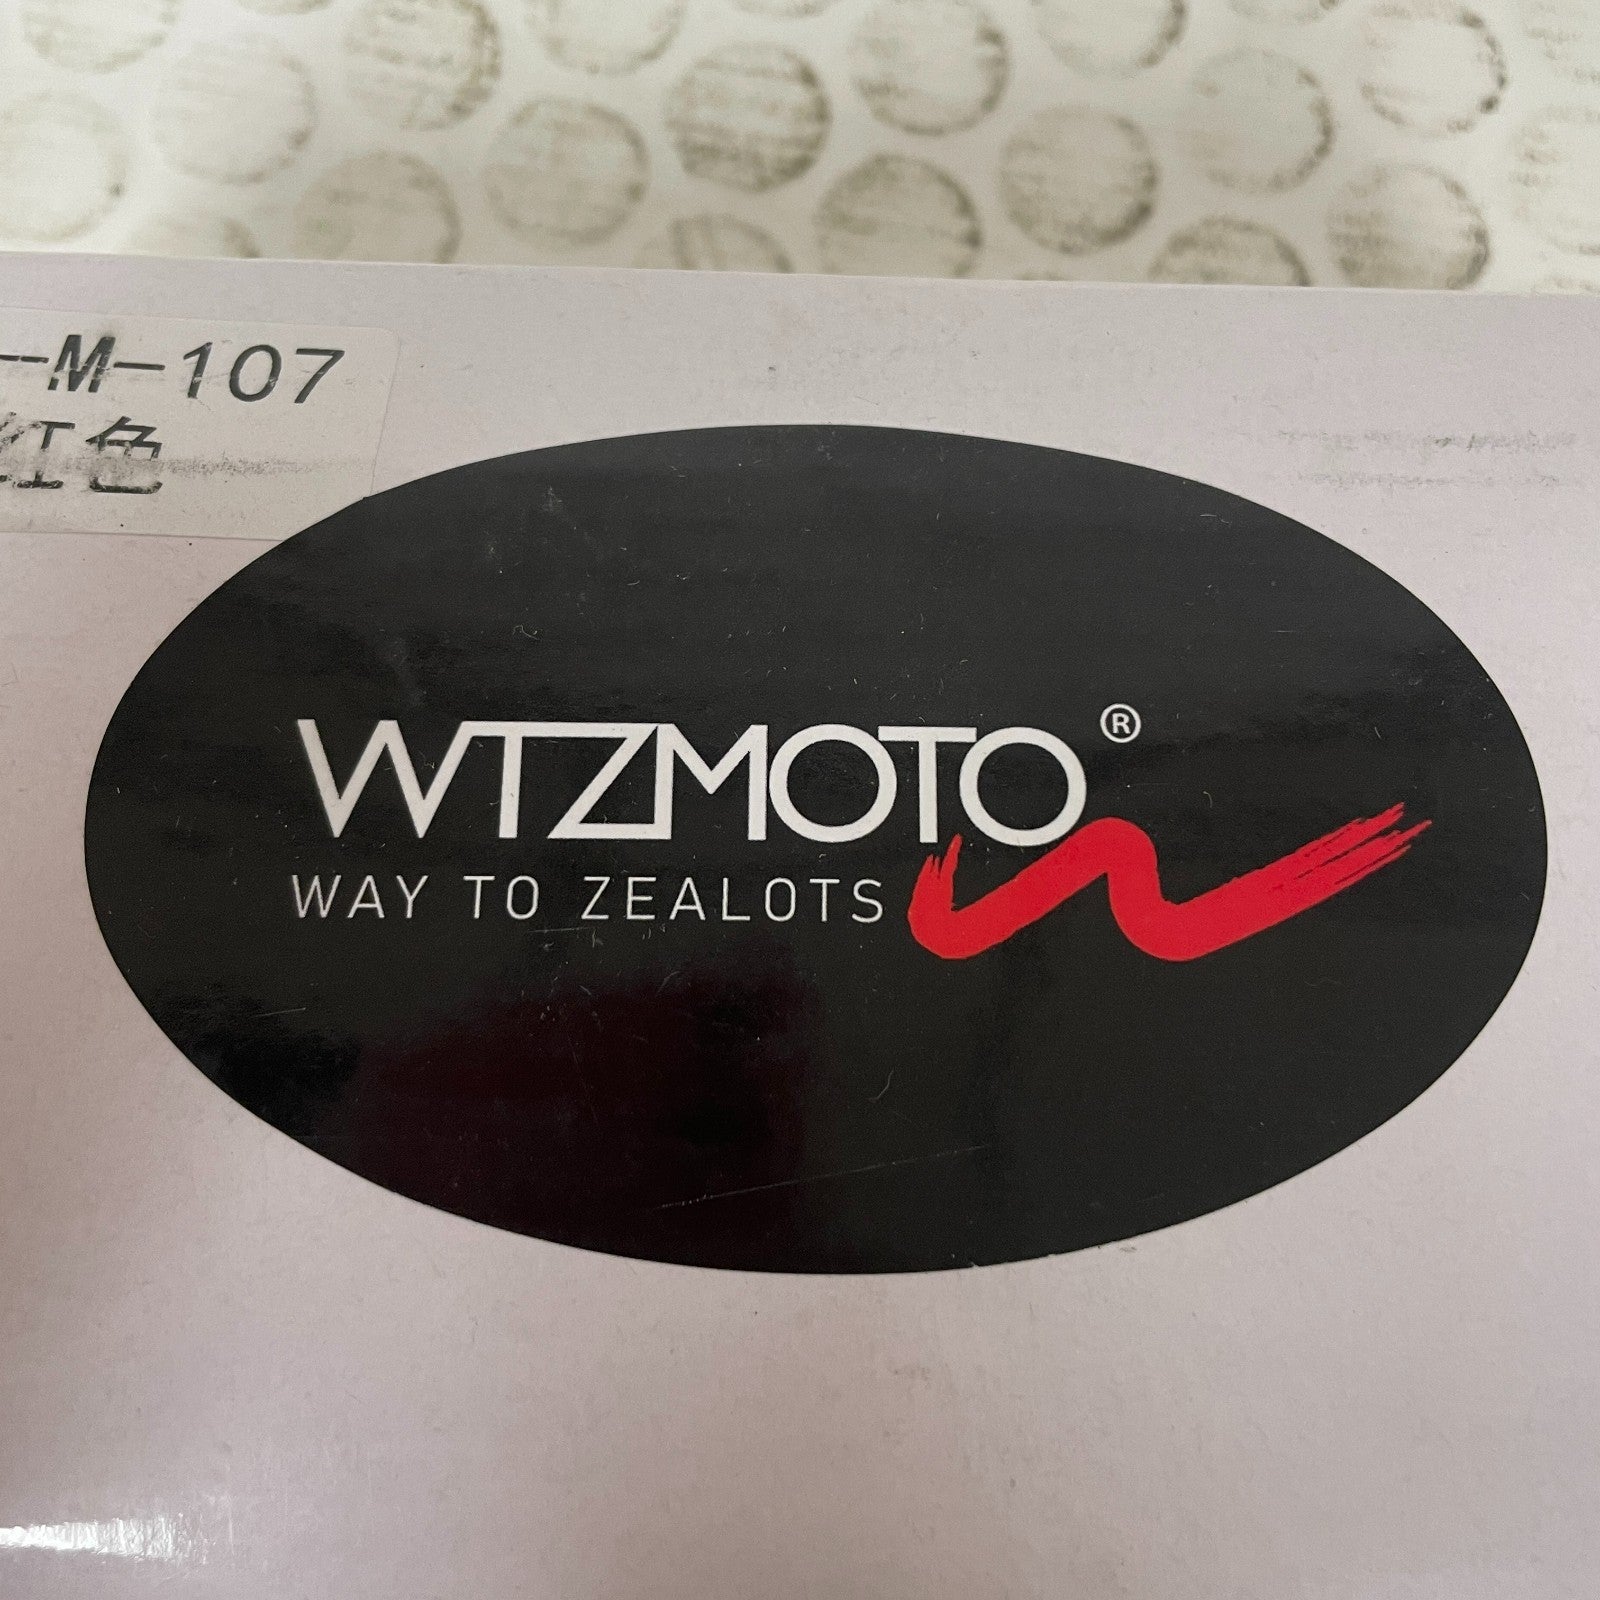 -M-107
红色
WTZMOTO®
WAY TO ZEALOTS